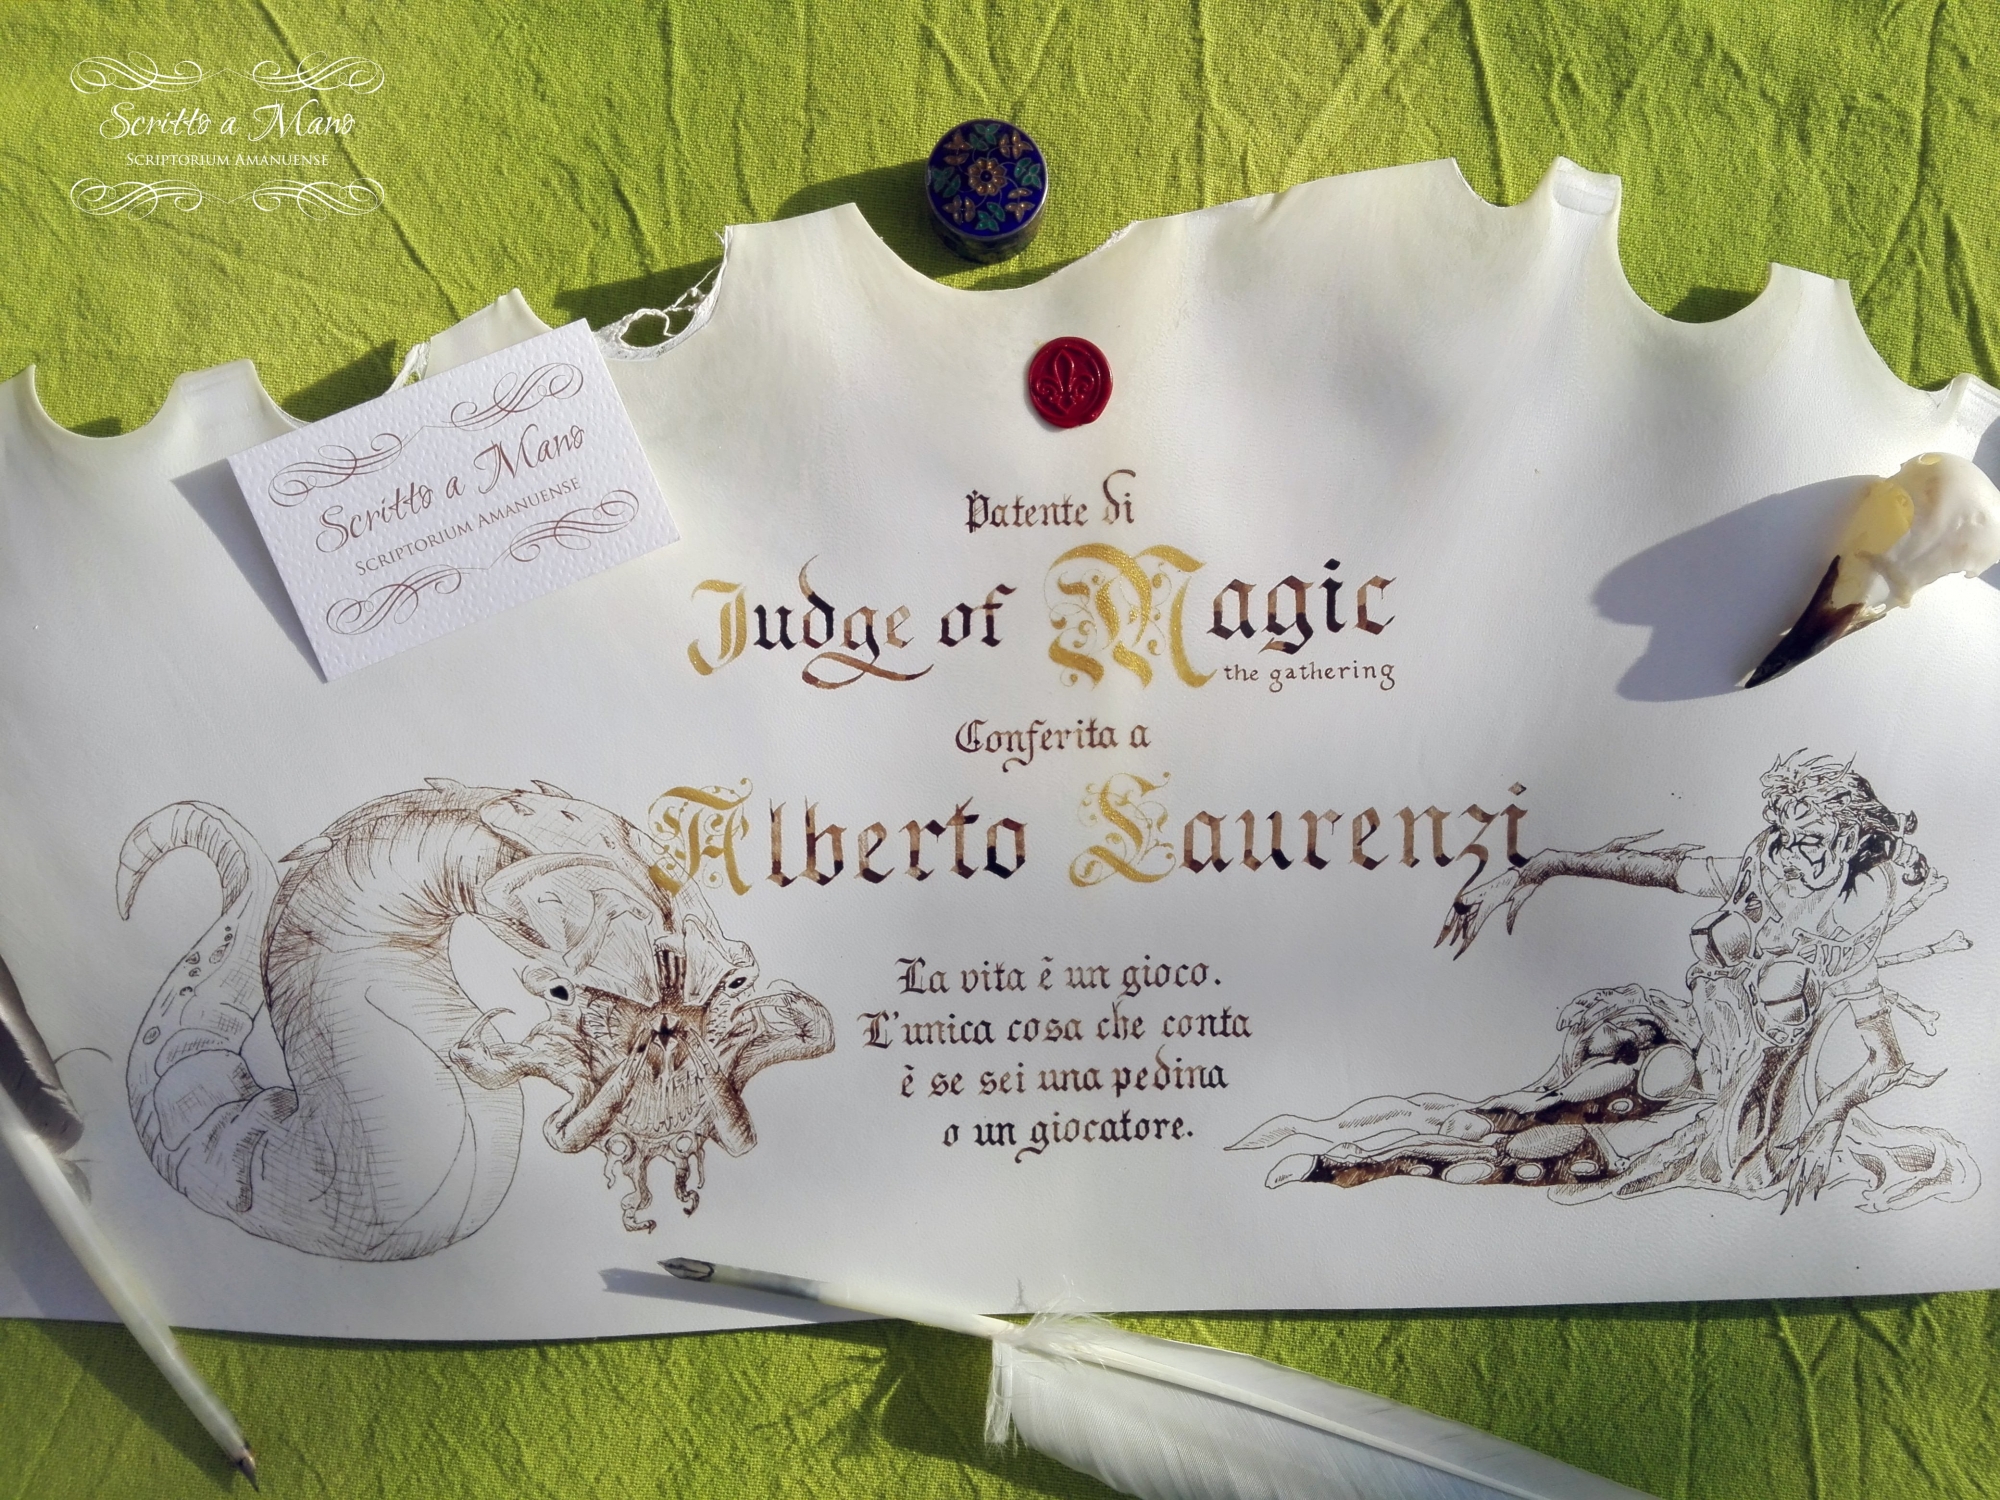 Scritto a Mano
Scriptorium Amanuense
Scritto a Mano
Scriptorium Amanuense
Patente di
Judge of Magic
the gathering
Conferita a
Alberto Laurenzi
La vita è un gioco.
L'unica cosa che conta
è se sei una pedina
o un giocatore.